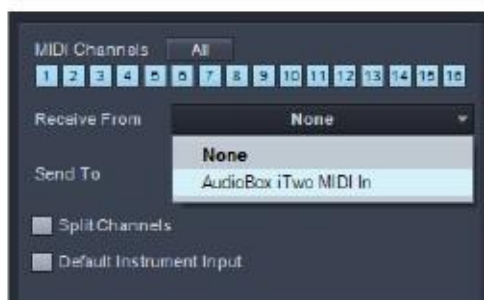 MIDI Channels All
1 2 3 4 5 6 7 8 9 10 11 12 13 14 15 16
Receive From None
None
Send To
AudioBox iTwo MIDI In
Split Channels
Default Instrument Input